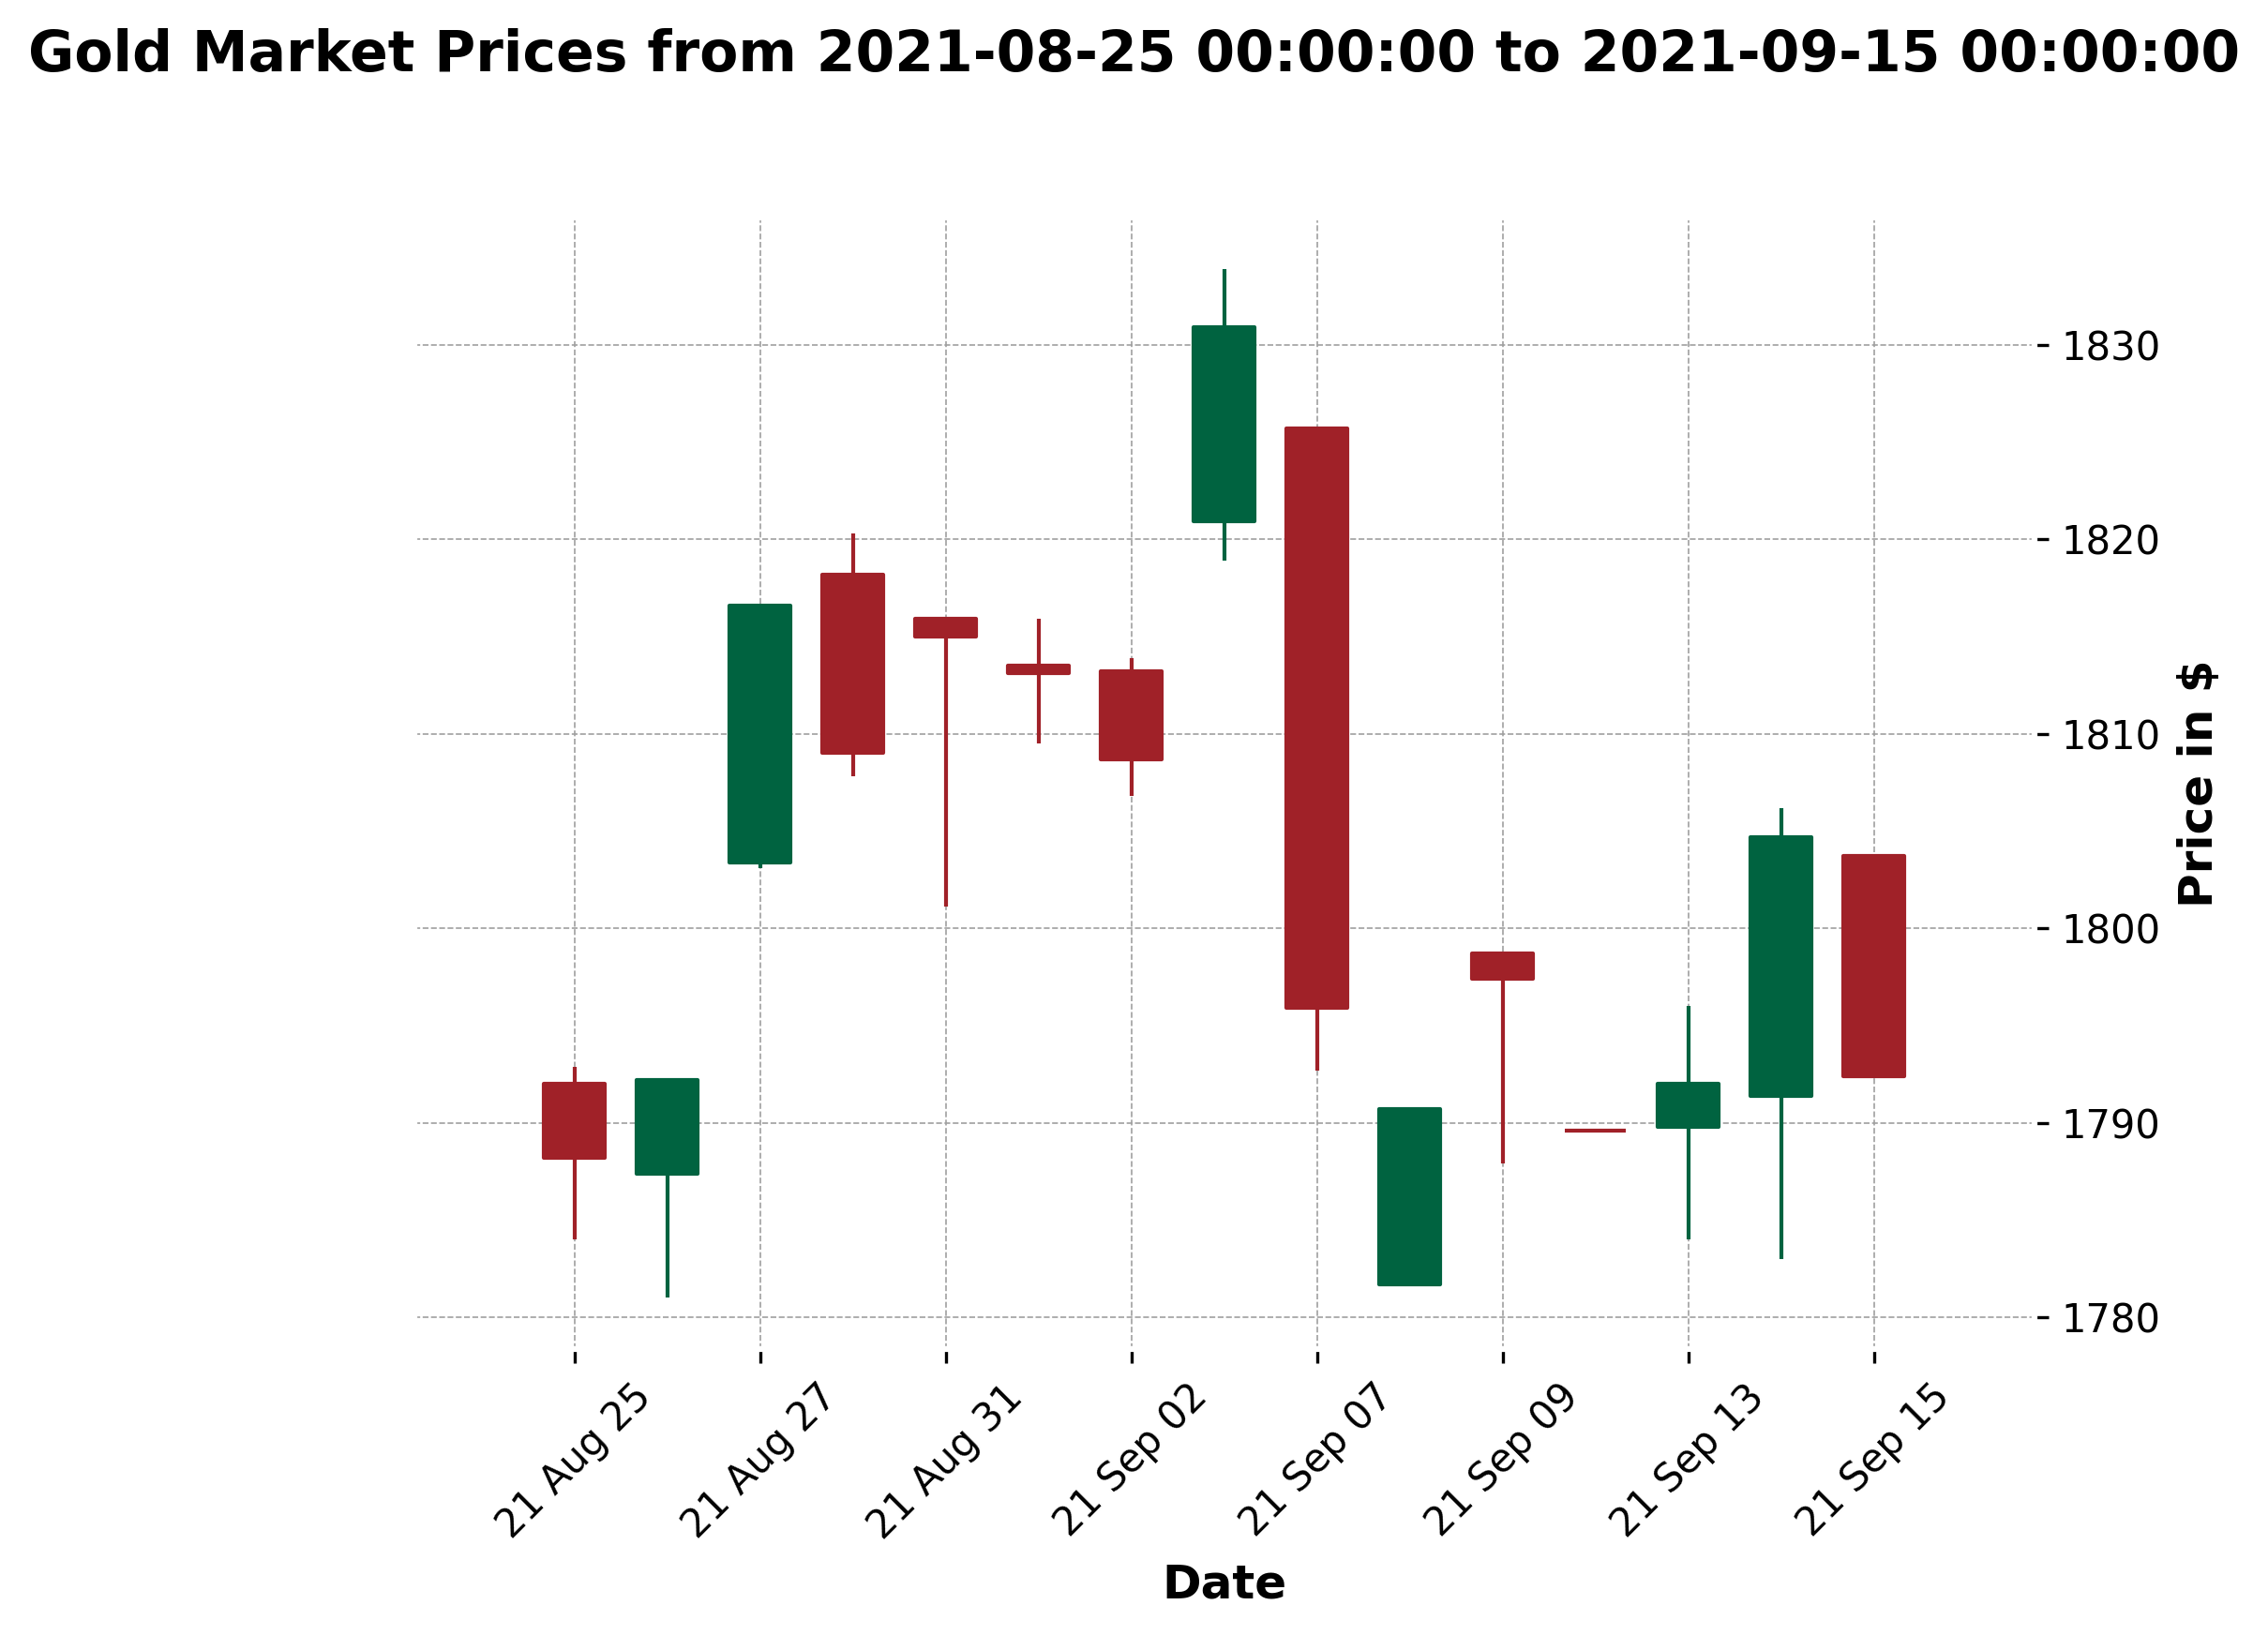 Gold Market Prices from 2021-08-25 00:00:00 to 2021-09-15 00:00:00
1830
1820
1810
1800
1790
1780
Price in $
21 Aug 25
21 Aug 27
21 Aug 31
21 Sep 02
21 Sep 07
21 Sep 09
21 Sep 13
21 Sep 15
Date